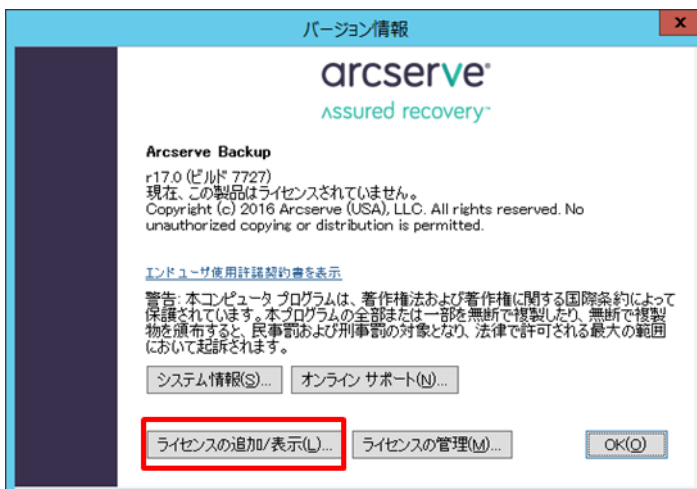 バージョン情報
x
arcserve®
assured recovery™
Arcserve Backup
r17.0 (ビルド 7727)
現在、この製品はライセンスされていません。
Copyright (c) 2016 Arcserve (USA), LLC. All rights reserved. No
unauthorized copying or distribution is permitted.
エンドユーザ使用許諾契約書を表示
警告: 本コンピュータ プログラムは、著作権法および著作権に関する国際条約によって
保護されています。本プログラムの全部または一部を無断で複製したり、無断で複製
物を頒布すると、民事罰および刑事罰の対象となり、法律で許可される最大の範囲
において起訴されます。
システム情報(S)... オンライン サポート(N)...
ライセンスの追加/表示(L)... ライセンスの管理(M)... OK(O)